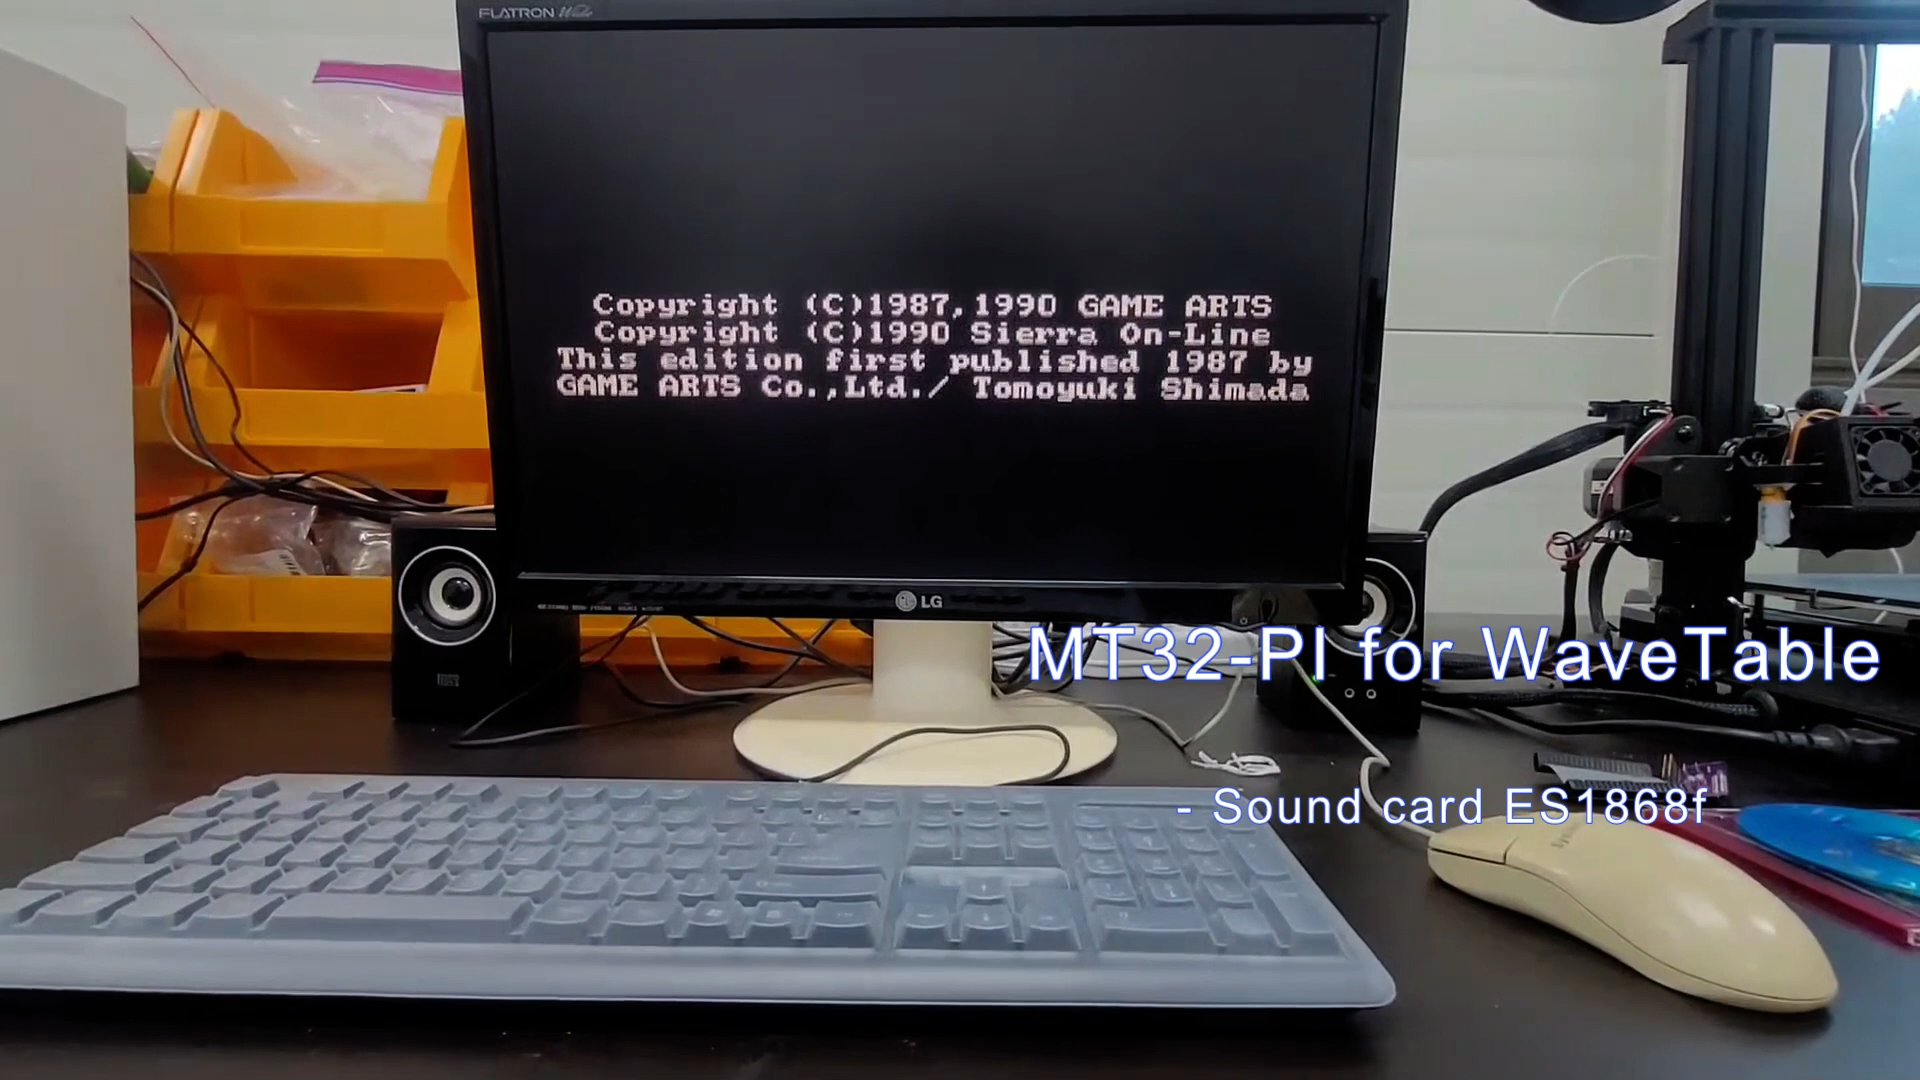 FLATRON Wide
Copyright (C)1987,1990 GAME ARTS
Copyright (C)1990 Sierra On-Line
This edition first published 1987 by
GAME ARTS Co.,Ltd./ Tomoyuki Shimada
LG
MT32-PI for WaveTable
- Sound card ES1868f